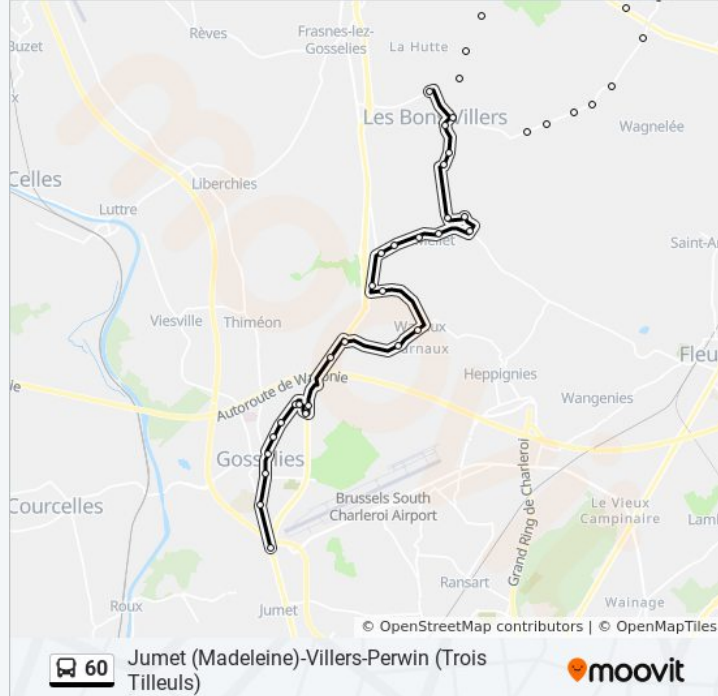 Buzet
Rèves
Frasnes-lez-
Gosselies
La Hutte
Les Bons Villers
Wagnelée
Celles
Liberchies
Luttre
Mellet
Saint-A
Viesville
Thiméon
Fleu
Autoroute de Wallonie
Heppignies
Wangenies
Gosselies
Brussels South
Charleroi Airport
Grand Ring de Charleroi
Courcelles
Le Vieux
Campinaire
Lamb
Ransart
Roux
Jumet
Wainage
© OpenStreetMap contributors | © OpenMapTiles
60
Jumet (Madeleine)-Villers-Perwin (Trois
Tilleuls)
moovit